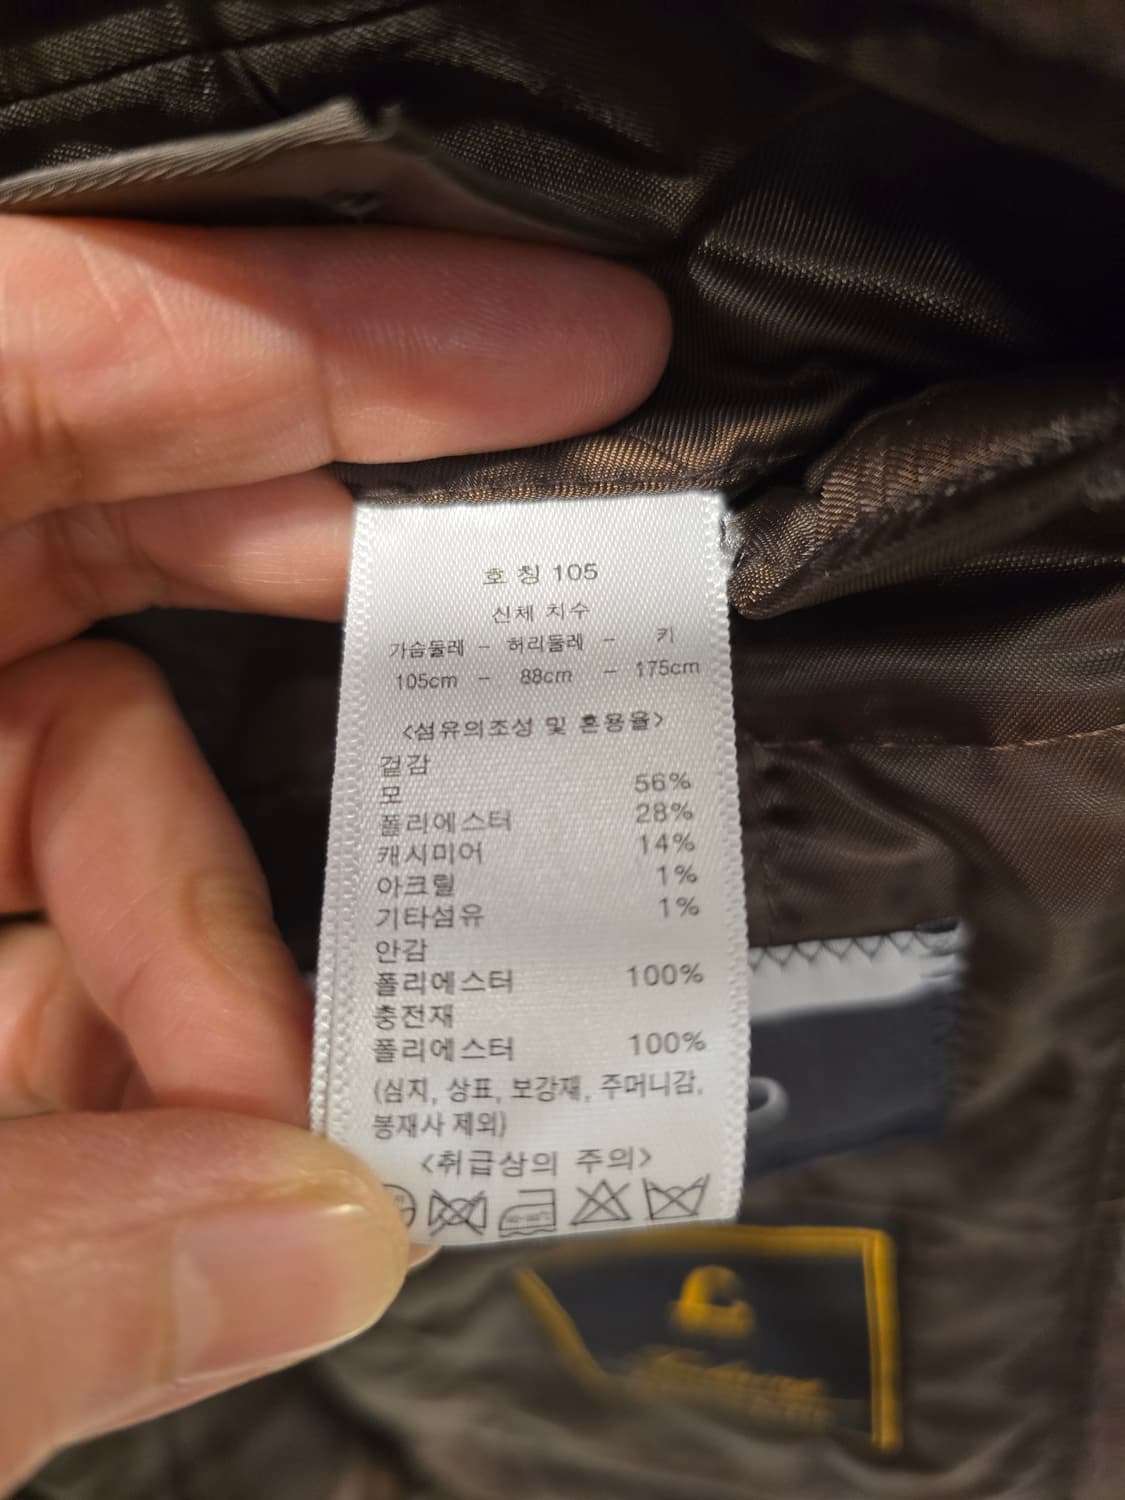 호 칭 105
신체 치수
가슴둘레 - 허리둘레 - 키
105cm - 88cm - 175cm
<섬유의조성 및 혼용율>
겉감
모 56%
폴리에스터 28%
캐시미어 14%
아크릴 1%
기타섬유 1%
안감
폴리에스터 100%
충전재
폴리에스터 100%
(심지, 상표, 보강재, 주머니감,
봉재사 제외)
<취급상의 주의>